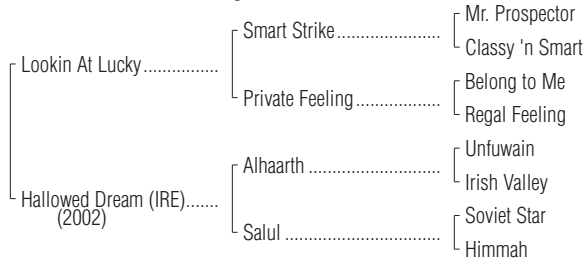 Mr. Prospector
Smart Strike....................
Classy 'n Smart
Lookin At Lucky................
Belong to Me
Private Feeling.................
Regal Feeling
Unfuwain
Alhaarth ..........................
Irish Valley
Hallowed Dream (IRE).......
(2002)
Soviet Star
Salul ...............................
Himmah